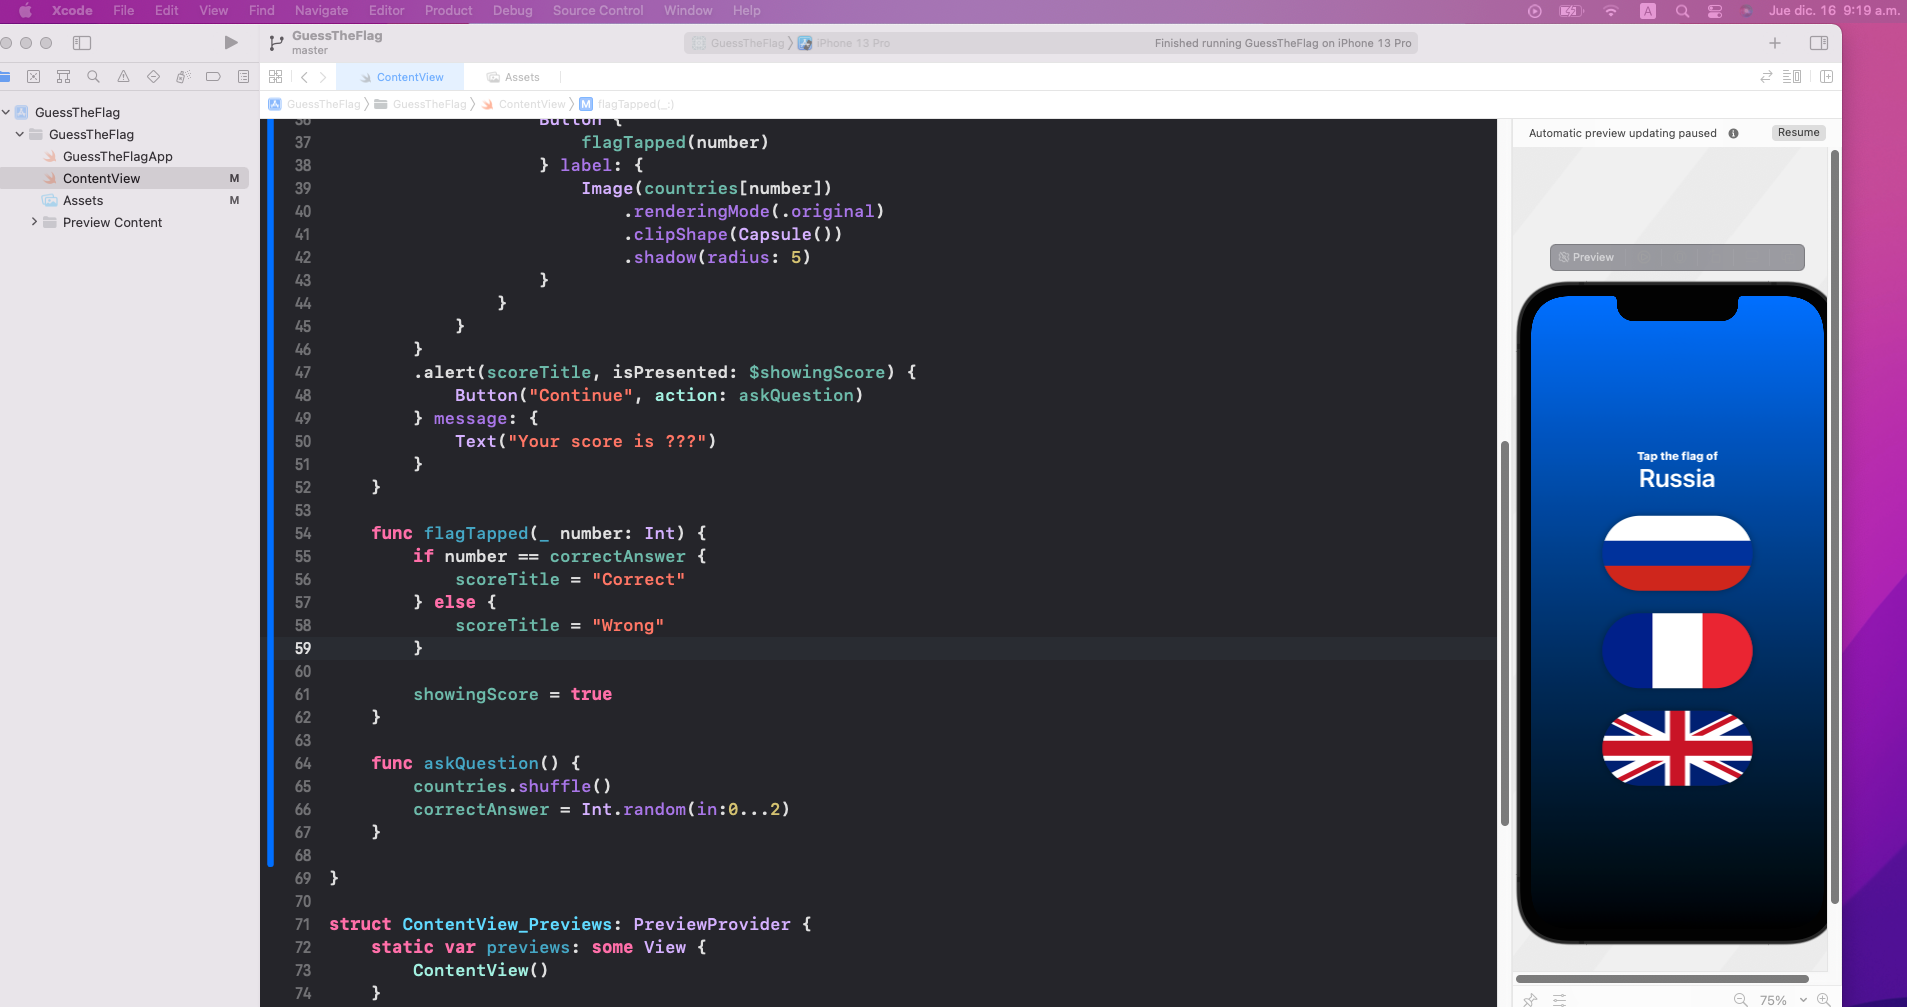 Xcode File Edit View Find Navigate Editor Product Debug Source Control Window Help
A Jue dic. 16 9:19 a.m.
GuessTheFlag
master
GuessTheFlag iPhone 13 Pro
Finished running GuessTheFlag on iPhone 13 Pro
ContentView
Assets
GuessTheFlag GuessTheFlag ContentView M flagTapped(_:)
GuessTheFlag
GuessTheFlag
GuessTheFlagApp
ContentView M
Assets M
Preview Content
36 Button {
37 flagTapped(number)
38 } label: {
39 Image(countries[number])
40 .renderingMode(.original)
41 .clipShape(Capsule())
42 .shadow(radius: 5)
43 }
44 }
45 }
46 }
47 .alert(scoreTitle, isPresented: $showingScore) {
48 Button("Continue", action: askQuestion)
49 } message: {
50 Text("Your score is ???")
51 }
52 }
53
54 func flagTapped(_ number: Int) {
55 if number == correctAnswer {
56 scoreTitle = "Correct"
57 } else {
58 scoreTitle = "Wrong"
59 }
60
61 showingScore = true
62 }
63
64 func askQuestion() {
65 countries.shuffle()
66 correctAnswer = Int.random(in:0...2)
67 }
68
69 }
70
71 struct ContentView_Previews: PreviewProvider {
72 static var previews: some View {
73 ContentView()
74 }
Automatic preview updating paused
Resume
Preview
Tap the flag of
Russia
75%